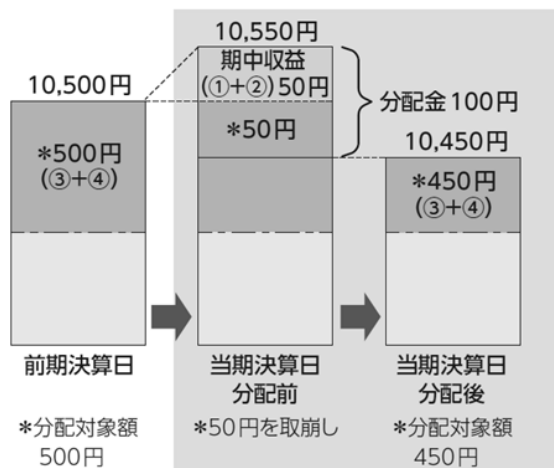 10,500円
*500円
(③+④)
前期決算日
*分配対象額
500円
10,550円
期中収益
(①+②)50円
*50円
分配金100円
当期決算日
分配前
*50円を取崩し
10,450円
*450円
(③+④)
当期決算日
分配後
*分配対象額
450円